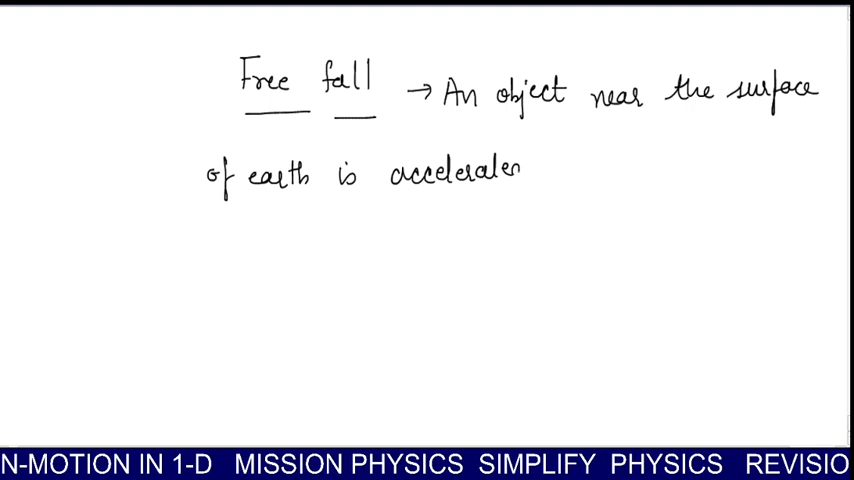 Free fall → An object near the surface
of earth is acceleraten
N-MOTION IN 1-D MISSION PHYSICS SIMPLIFY PHYSICS REVISIO